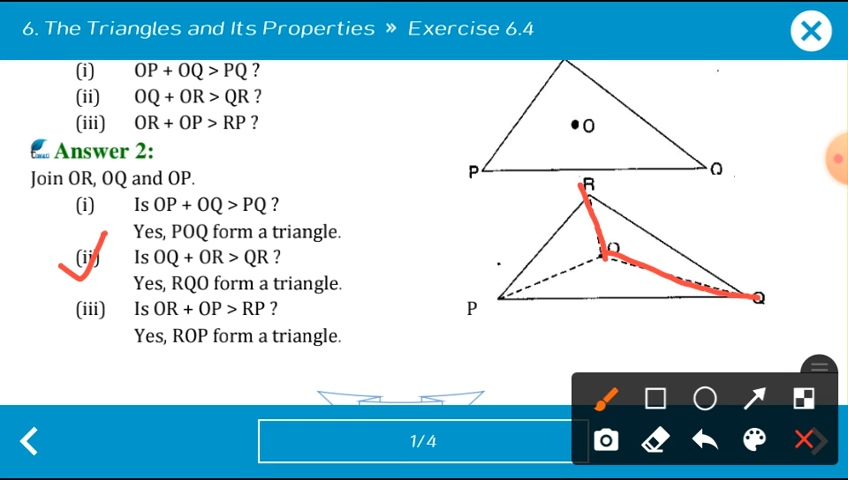 6. The Triangles and Its Properties » Exercise 6.4
(i) OP + OQ > PQ ?
(ii) OQ + OR > QR ?
(iii) OR + OP > RP ?
Answer 2:
Join OR, OQ and OP.
(i) Is OP + OQ > PQ ?
Yes, POQ form a triangle.
(ii) Is OQ + OR > QR ?
Yes, RQO form a triangle.
(iii) Is OR + OP > RP ?
Yes, ROP form a triangle.
O
P
Q
R
O
P
Q
P
1/4